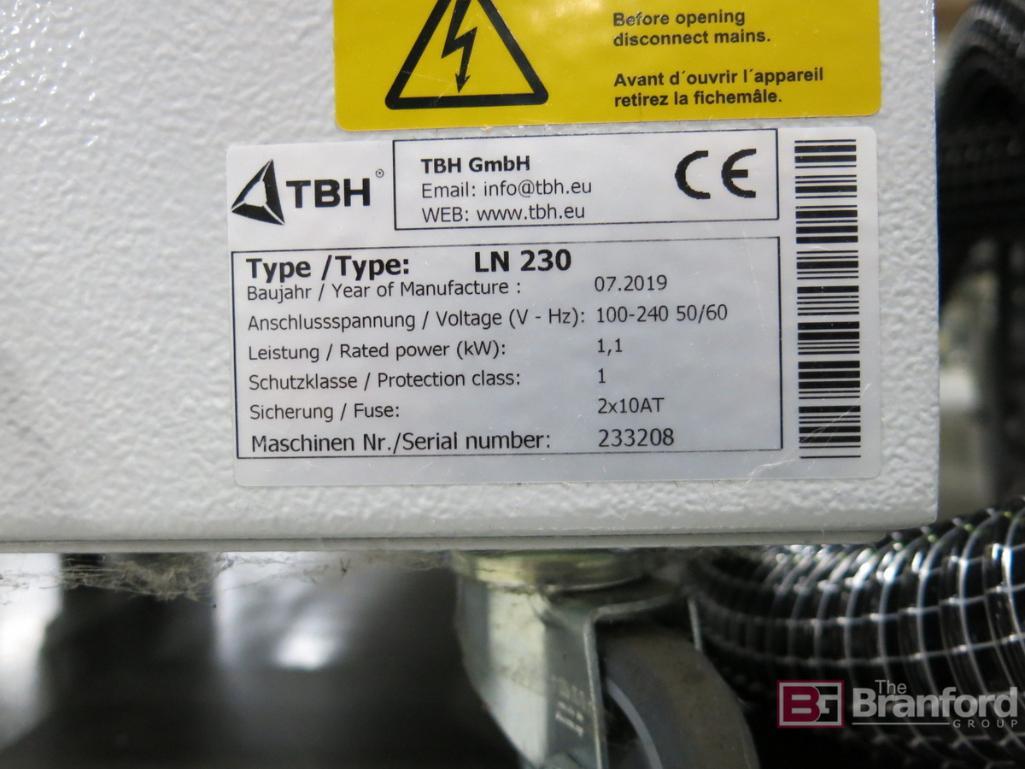 Before opening
disconnect mains.
Avant d´ouvrir l´appareil
retirez la fichemâle.
TBH®
TBH GmbH
Email: info@tbh.eu
WEB: www.tbh.eu
CE
Type /Type: LN 230
Baujahr / Year of Manufacture : 07.2019
Anschlussspannung / Voltage (V - Hz): 100-240 50/60
Leistung / Rated power (kW): 1,1
Schutzklasse / Protection class: 1
Sicherung / Fuse: 2x10AT
Maschinen Nr./Serial number: 233208
BG The
Branford
GROUP